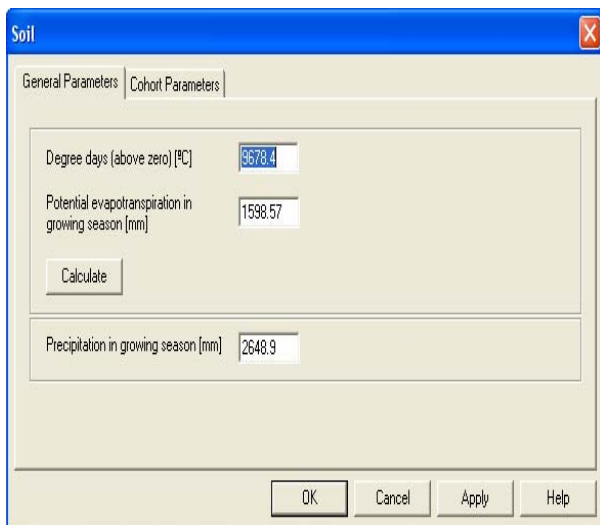 Soil
General Parameters
Cohort Parameters
Degree days (above zero) [ºC]
9678.4
Potential evapotranspiration in
growing season [mm]
1598.57
Calculate
Precipitation in growing season [mm]
2648.9
OK
Cancel
Apply
Help